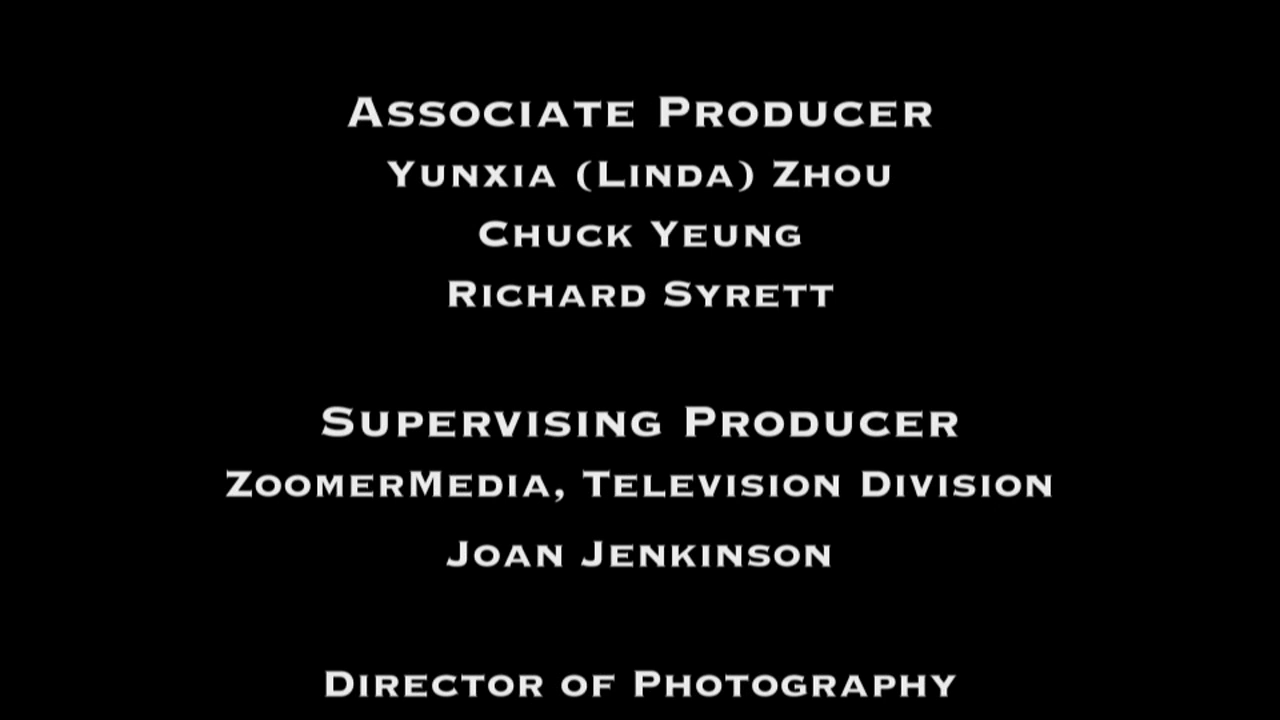 Associate Producer
Yunxia (Linda) Zhou
Chuck Yeung
Richard Syrett
Supervising Producer
ZoomerMedia, Television Division
Joan Jenkinson
Director of Photography